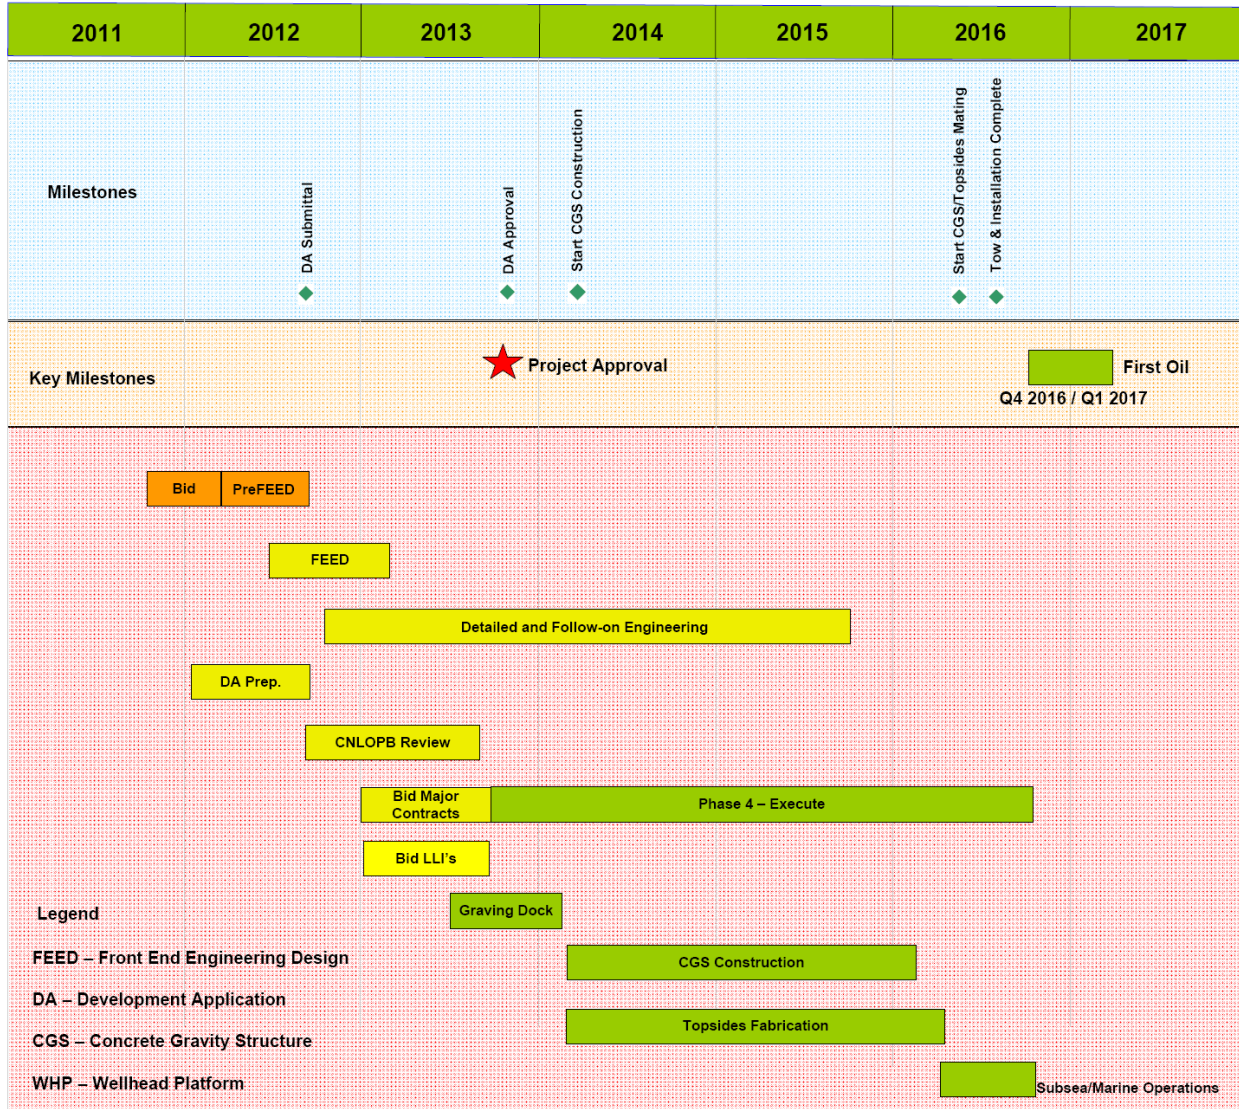 2011 2012 2013 2014 2015 2016 2017
Milestones
DA Submittal
DA Approval
Start CGS Construction
Start CGS/Topsides Mating
Tow & Installation Complete
Key Milestones
Project Approval
First Oil
Q4 2016 / Q1 2017
Bid PreFEED
FEED
Detailed and Follow-on Engineering
DA Prep.
CNLOPB Review
Bid Major
Contracts
Phase 4 – Execute
Bid LLI's
Graving Dock
Legend
FEED – Front End Engineering Design
CGS Construction
DA – Development Application
Topsides Fabrication
CGS – Concrete Gravity Structure
WHP – Wellhead Platform
Subsea/Marine Operations